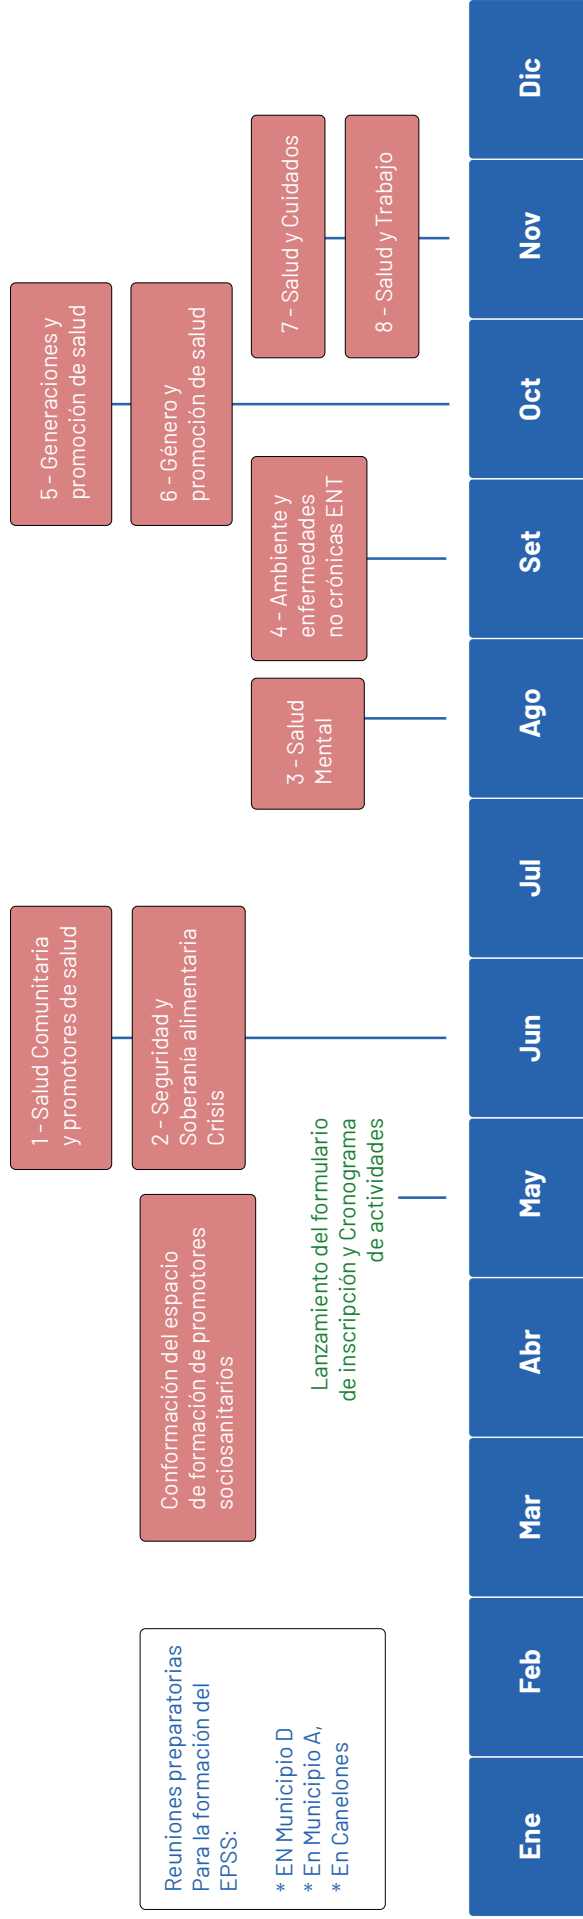 Reuniones preparatorias
Para la formación del
EPSS:
* EN Municipio D
* En Municipio A,
* En Canelones
Conformación del espacio
de formación de promotores
sociosanitarios
Lanzamiento del formulario
de inscripción y Cronograma
de actividades
1 - Salud Comunitaria
y promotores de salud
2 - Seguridad y
Soberanía alimentaria
Crisis
3 - Salud
Mental
4 - Ambiente y
enfermedades
no crónicas ENT
5 - Generaciones y
promoción de salud
6 - Género y
promoción de salud
7 - Salud y Cuidados
8 - Salud y Trabajo
Ene
Feb
Mar
Abr
May
Jun
Jul
Ago
Set
Oct
Nov
Dic